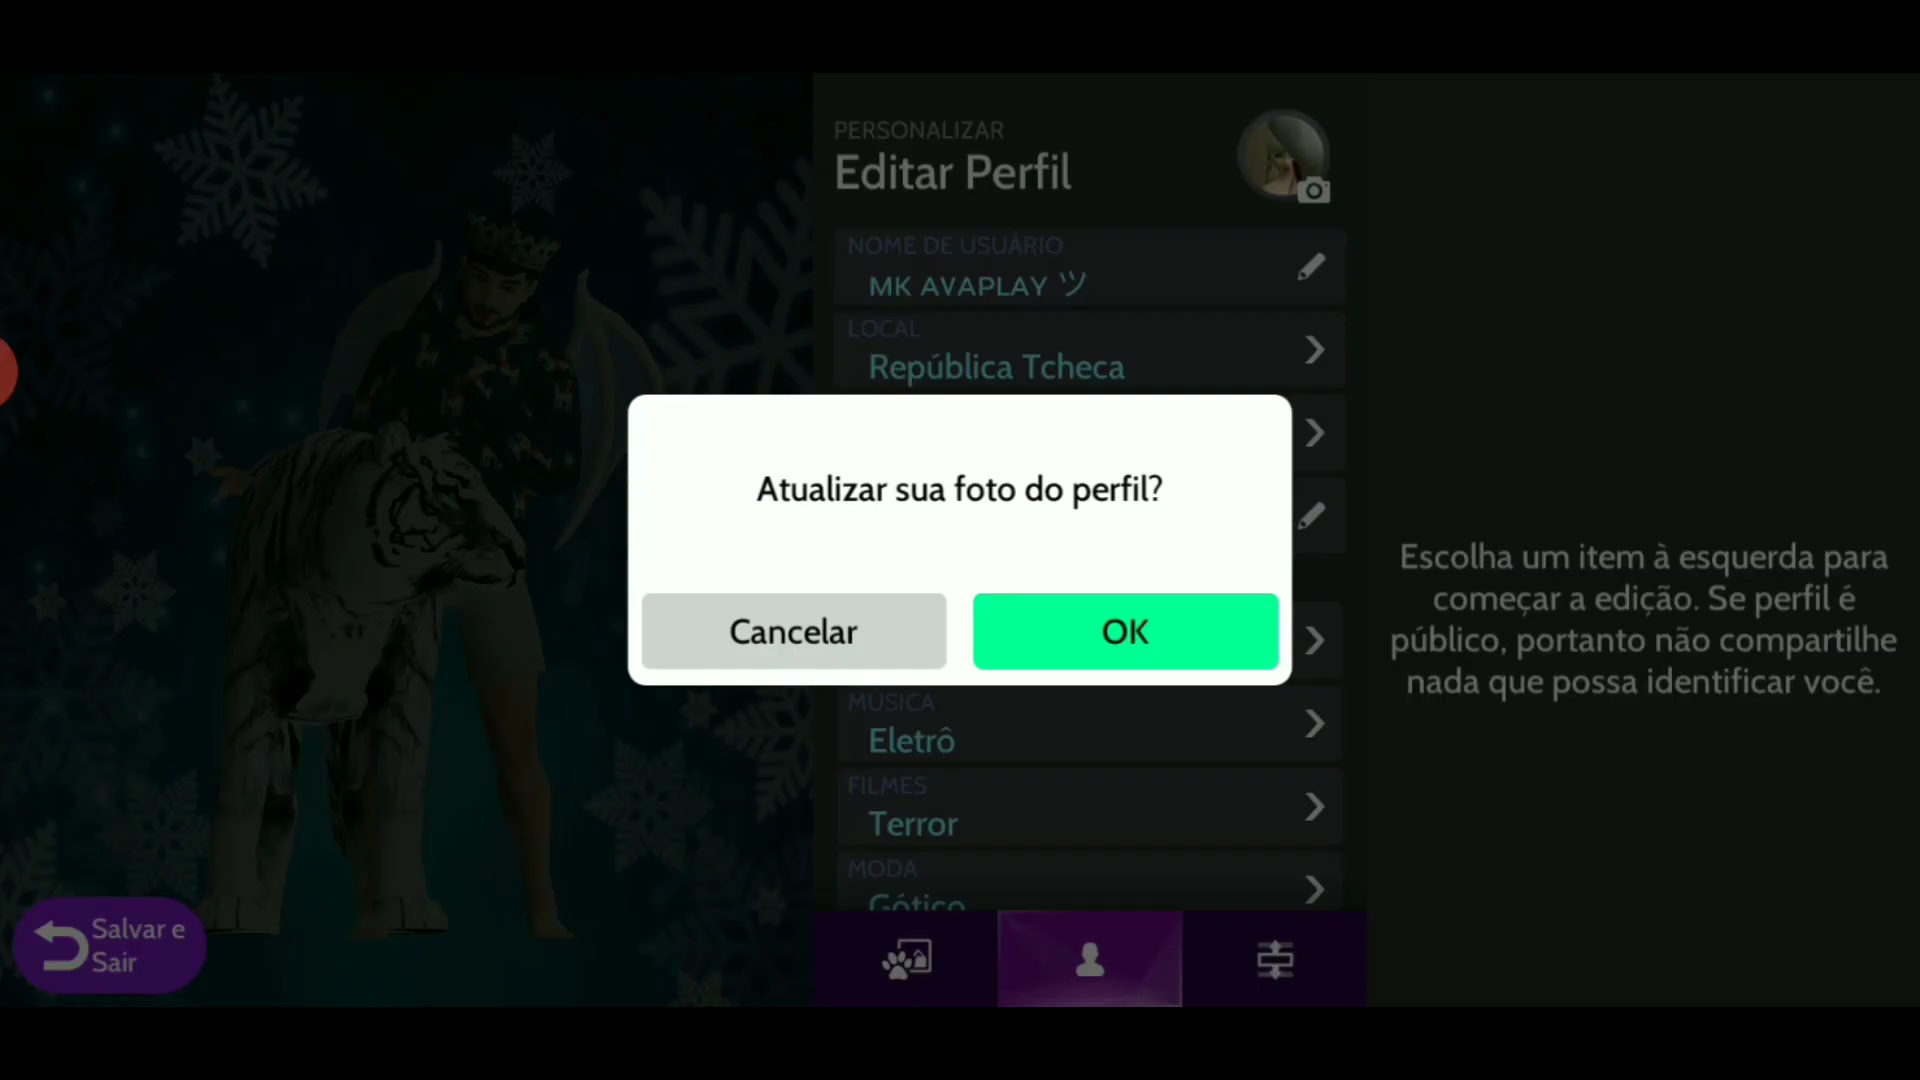 PERSONALIZAR
Editar Perfil
NOME DE USUÁRIO
MK AVAPLAY ツ
LOCAL
República Tcheca
Atualizar sua foto do perfil?
Cancelar
OK
MÚSICA
Eletrô
FILMES
Terror
MODA
Gótico
Escolha um item à esquerda para
começar a edição. Se perfil é
público, portanto não compartilhe
nada que possa identificar você.
Salvar e
Sair